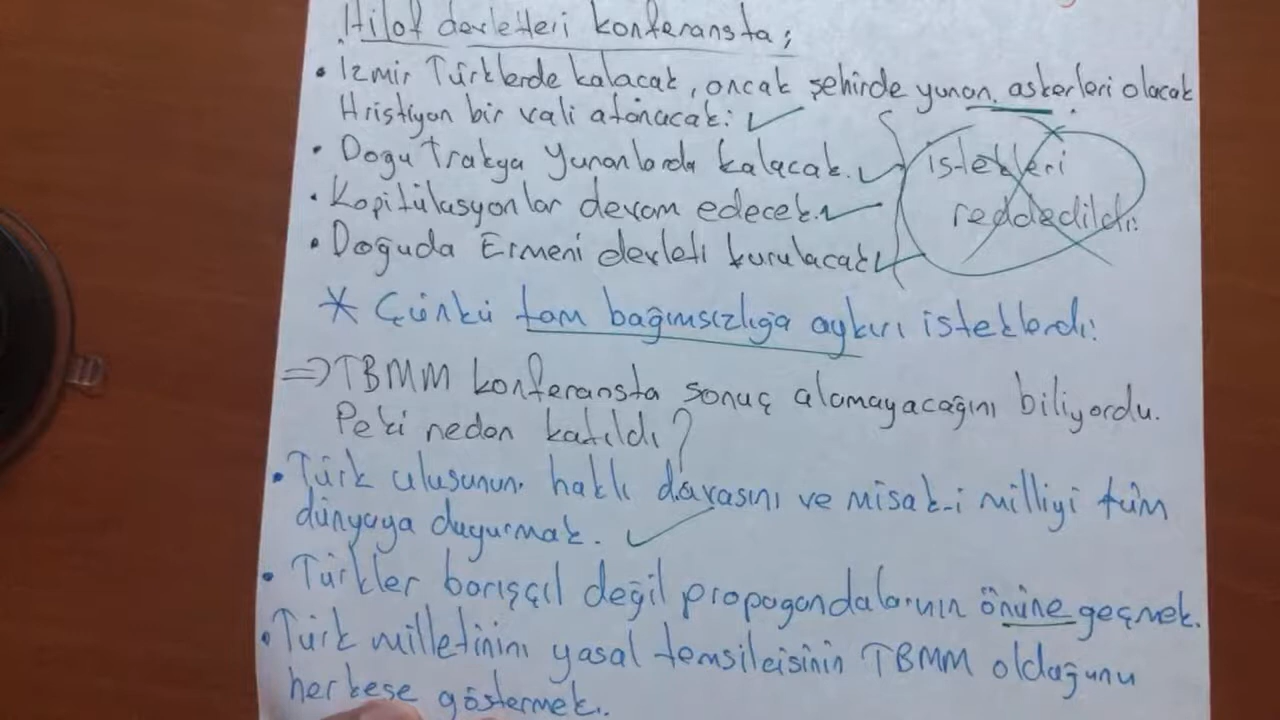 İtilaf devletleri konferansta;
• İzmir Türklerde kalacak, ancak şehirde yunan askerleri olacak
Hristiyan bir vali atanacak.
• Doğu Trakya Yunanlarda kalacak.
• Kapitülasyonlar devam edecek.
• Doğuda Ermeni devleti kurulacak
istekleri
reddedildi.
* Çünkü tam bağımsızlığa aykırı isteklerdi.
⇒ TBMM konferansta sonuç alamayacağını biliyordu.
Peki neden katıldı?
• Türk ulusunun haklı davasını ve misak-i milliyi tüm
dünyaya duyurmak.
• Türkler barışçıl değil propagandalarının önüne geçmek.
• Türk milletinin yasal temsilcisinin TBMM olduğunu
herkese göstermek.